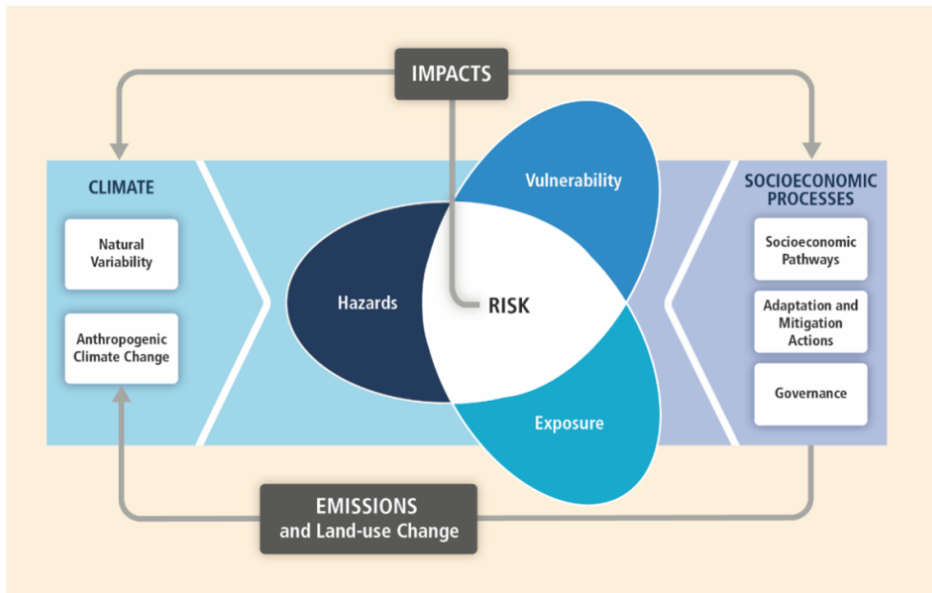 IMPACTS
CLIMATE
Natural
Variability
Anthropogenic
Climate Change
Vulnerability
Hazards
RISK
Exposure
SOCIOECONOMIC
PROCESSES
Socioeconomic
Pathways
Adaptation and
Mitigation
Actions
Governance
EMISSIONS
and Land-use Change